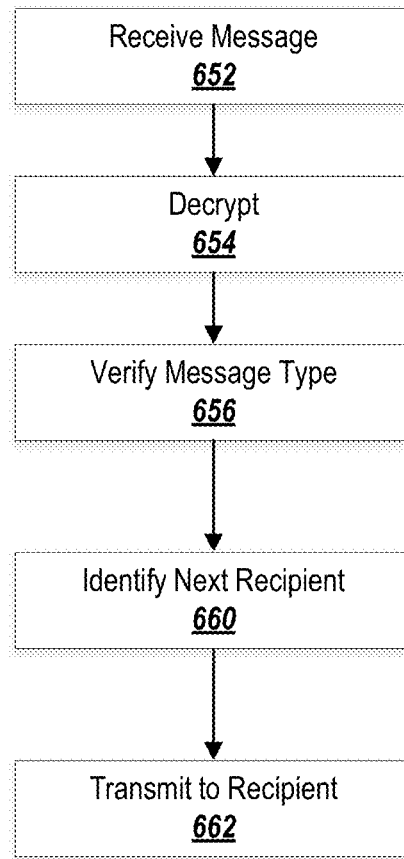 Receive Message
652
Decrypt
654
Verify Message Type
656
Identify Next Recipient
660
Transmit to Recipient
662